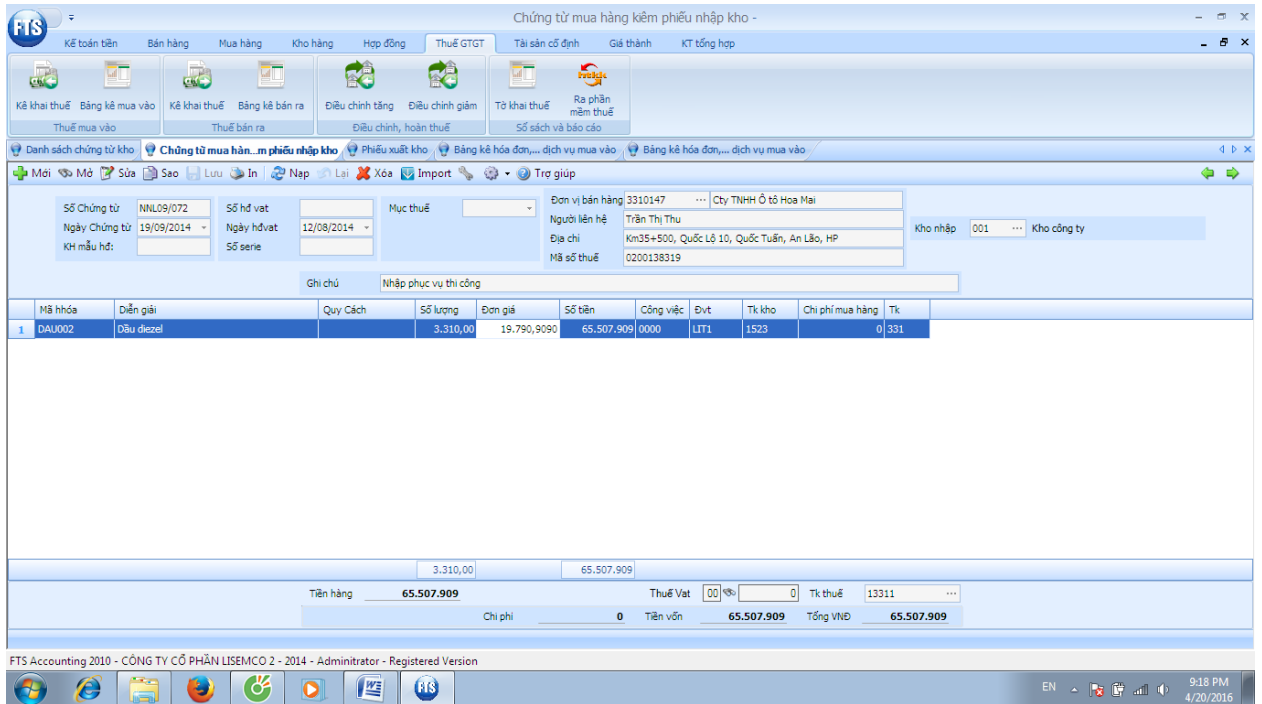 FTS Chứng từ mua hàng kiêm phiếu nhập kho -
Kế toán tiền Bán hàng Mua hàng Kho hàng Hợp đồng Thuế GTGT Tài sản cố định Giá thành KT tổng hợp
Kê khai thuế Bảng kê mua vào Kê khai thuế Bảng kê bán ra Điều chinh tăng Điều chinh giảm Tờ khai thuế Ra phần mềm thuế
Thuế mua vào Thuế bán ra Điều chỉnh, hoàn thuế Sổ sách và báo cáo
Danh sách chứng từ kho Chứng từ mua hàn...m phiếu nhập kho Phiếu xuất kho Bảng kê hóa đơn,... dịch vụ mua vào Bảng kê hóa đơn,... dịch vụ mua vào
Mới Mở Sửa Sao Lưu In Nạp Lại Xóa Import Trợ giúp
Số Chứng từ NNL09/072 Số hđ vat Mục thuế Đơn vị bán hàng 3310147 ... Cty TNHH Ô tô Hoa Mai
Ngày Chứng từ 19/09/2014 Ngày hđvat 12/08/2014 Người liên hệ Trần Thị Thu Kho nhập 001 ... Kho công ty
KH mẫu hđ: Số serie Địa chỉ Km35+500, Quốc Lộ 10, Quốc Tuấn, An Lão, HP
Mã số thuế 0200138319
Ghi chú Nhập phục vụ thi công
Mã hhóa Diễn giải Quy Cách Số lượng Đơn giá Số tiền Công việc Đvt Tk kho Chi phí mua hàng Tk
1 DAU002 Dầu diezel 3.310,00 19.790,9090 65.507.909 0000 LIT1 1523 0 331
3.310,00 65.507.909
Tiền hàng 65.507.909 Thuế Vat 00 0 Tk thuế 13311 ...
Chi phí 0 Tiền vốn 65.507.909 Tổng VNĐ 65.507.909
FTS Accounting 2010 - CÔNG TY CỔ PHẦN LISEMCO 2 - 2014 - Adminitrator - Registered Version
FTS EN 9:18 PM
4/20/2016